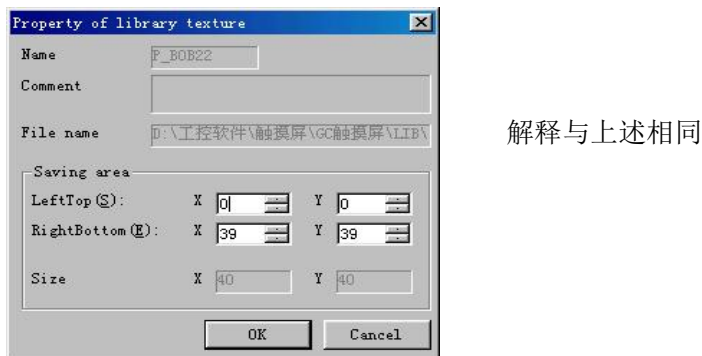 Property of library texture
Name P_BOB22
Comment
File name D:\工控软件\触摸屏\GC触摸屏\LIB\
解释与上述相同
Saving area
LeftTop(S): X 0 Y 0
RightBottom(E): X 39 Y 39
Size X 40 Y 40
OK Cancel